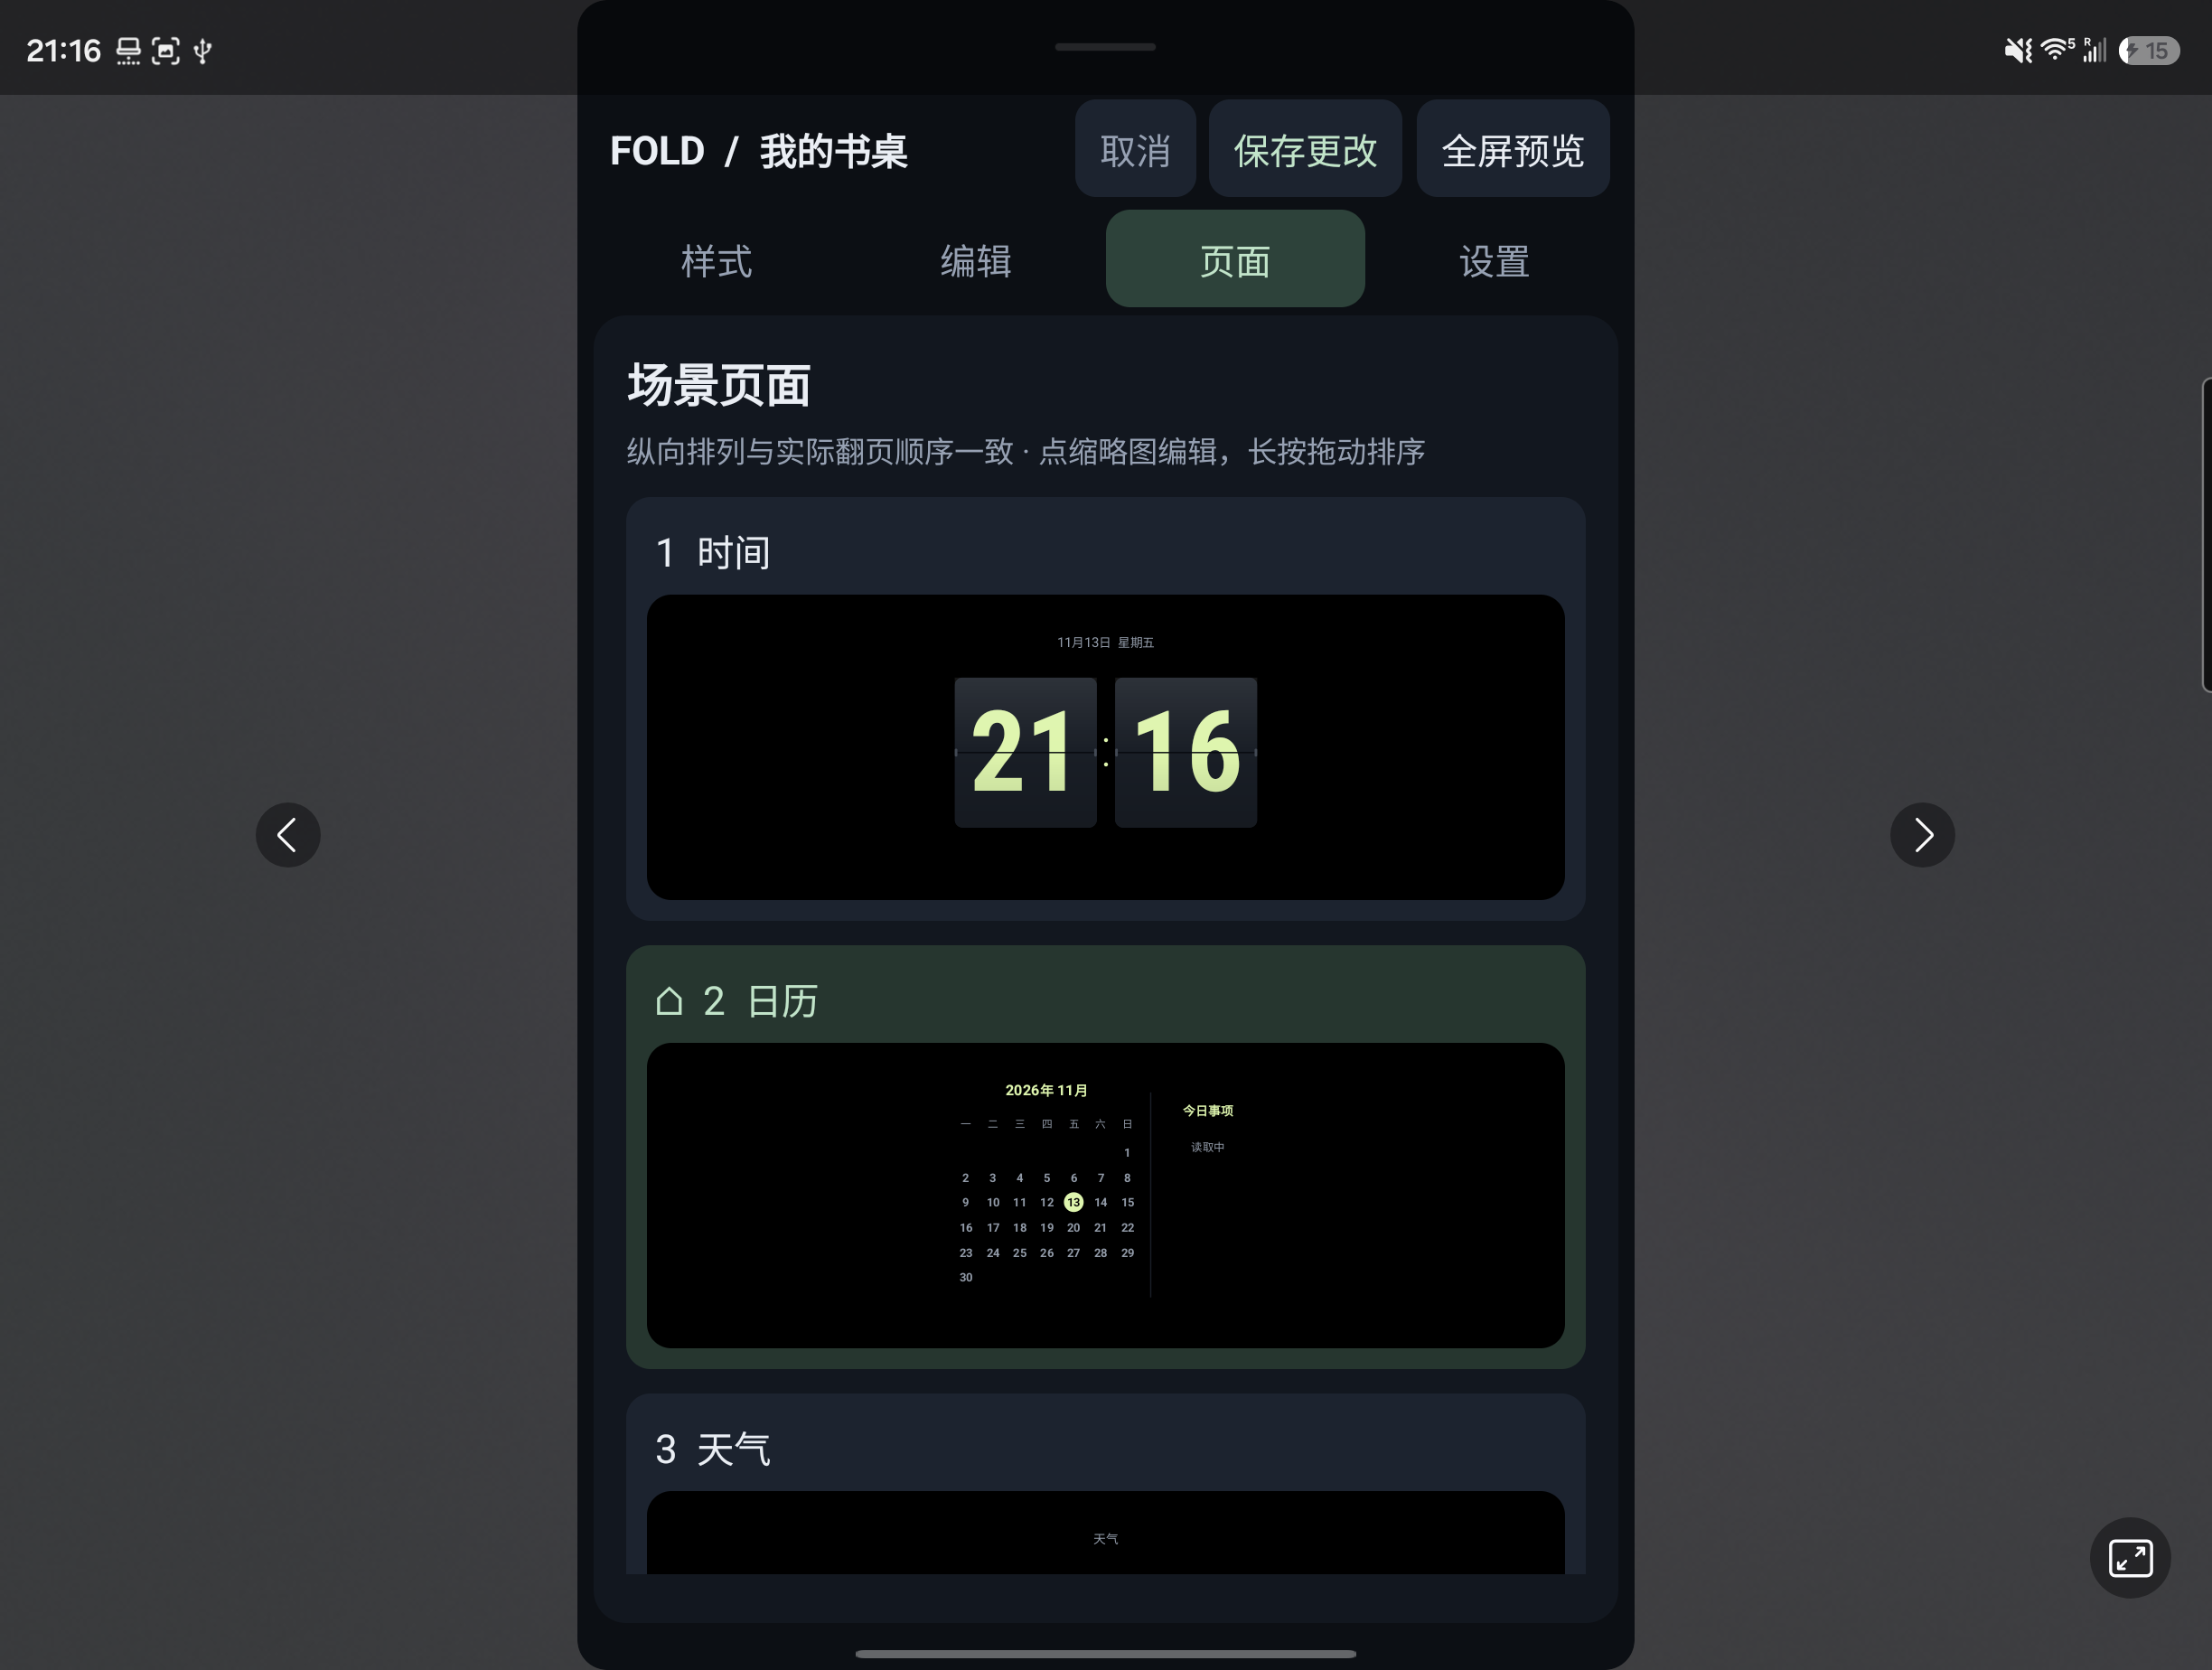 21:16
5
R
15
FOLD / 我的书桌
取消 保存更改 全屏预览
样式 编辑 页面 设置
场景页面
纵向排列与实际翻页顺序一致 · 点缩略图编辑，长按拖动排序
1 时间
11月13日 星期五
21:16
2 日历
2026年 11月
一 二 三 四 五 六 日
1
2 3 4 5 6 7 8
9 10 11 12 13 14 15
16 17 18 19 20 21 22
23 24 25 26 27 28 29
30
今日事项
读取中
3 天气
天气